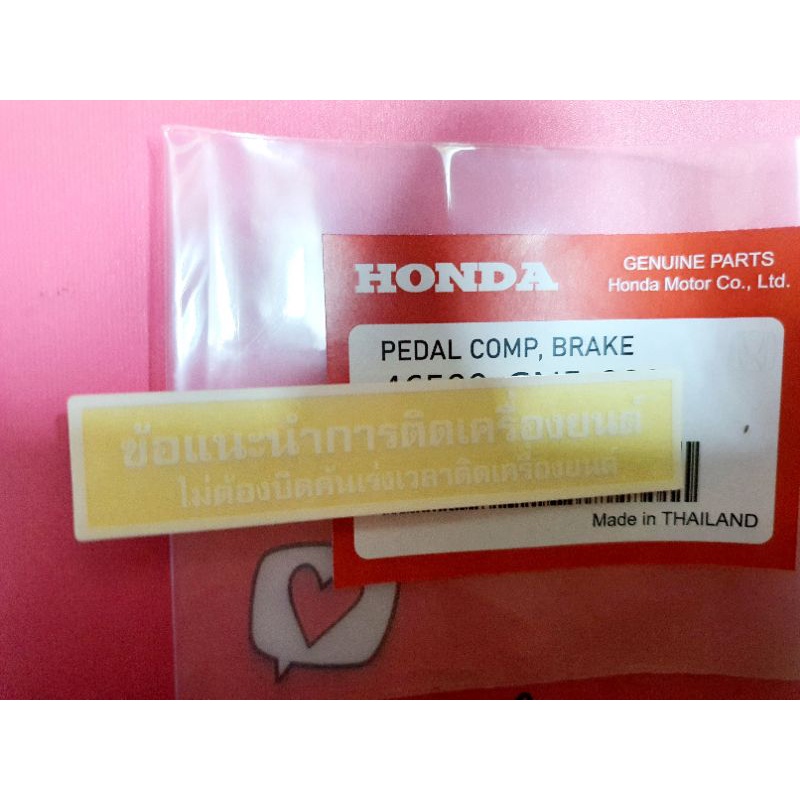 HONDA
GENUINE PARTS
Honda Motor Co., Ltd.
PEDAL COMP, BRAKE
ข้อแนะนำการติดเครื่องยนต์
ไม่ต้องบิดคันเร่งเวลาติดเครื่องยนต์
Made in THAILAND